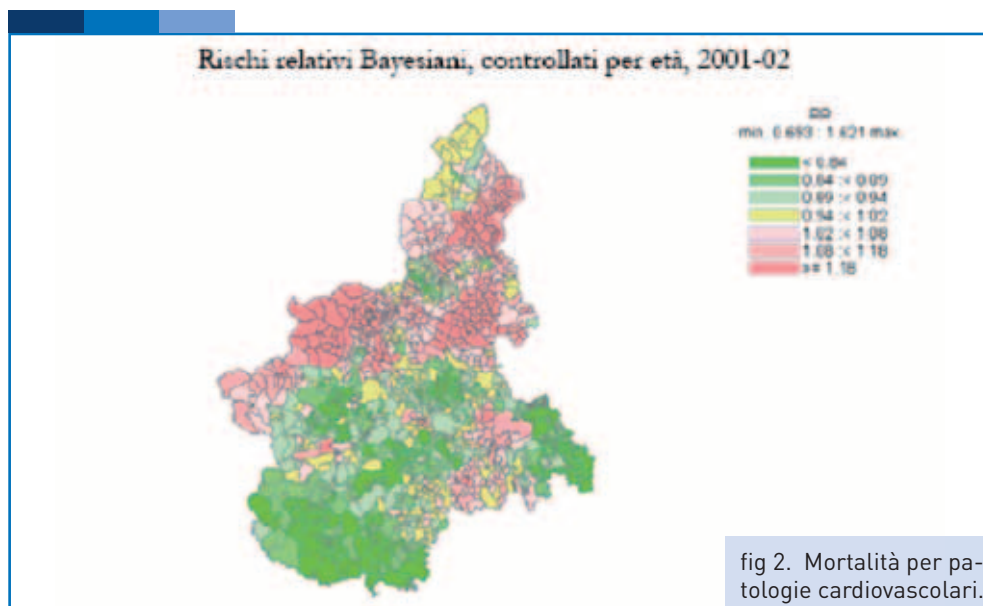 Rischi relativi Bayesiani, controllati per età, 2001-02
min. 0.693 : 1.621 max.
< 0.84
0.84 :< 0.89
0.89 :< 0.94
0.94 :< 1.02
1.02 :< 1.08
1.08 :< 1.18
>= 1.18
fig 2. Mortalità per pa-
tologie cardiovascolari.